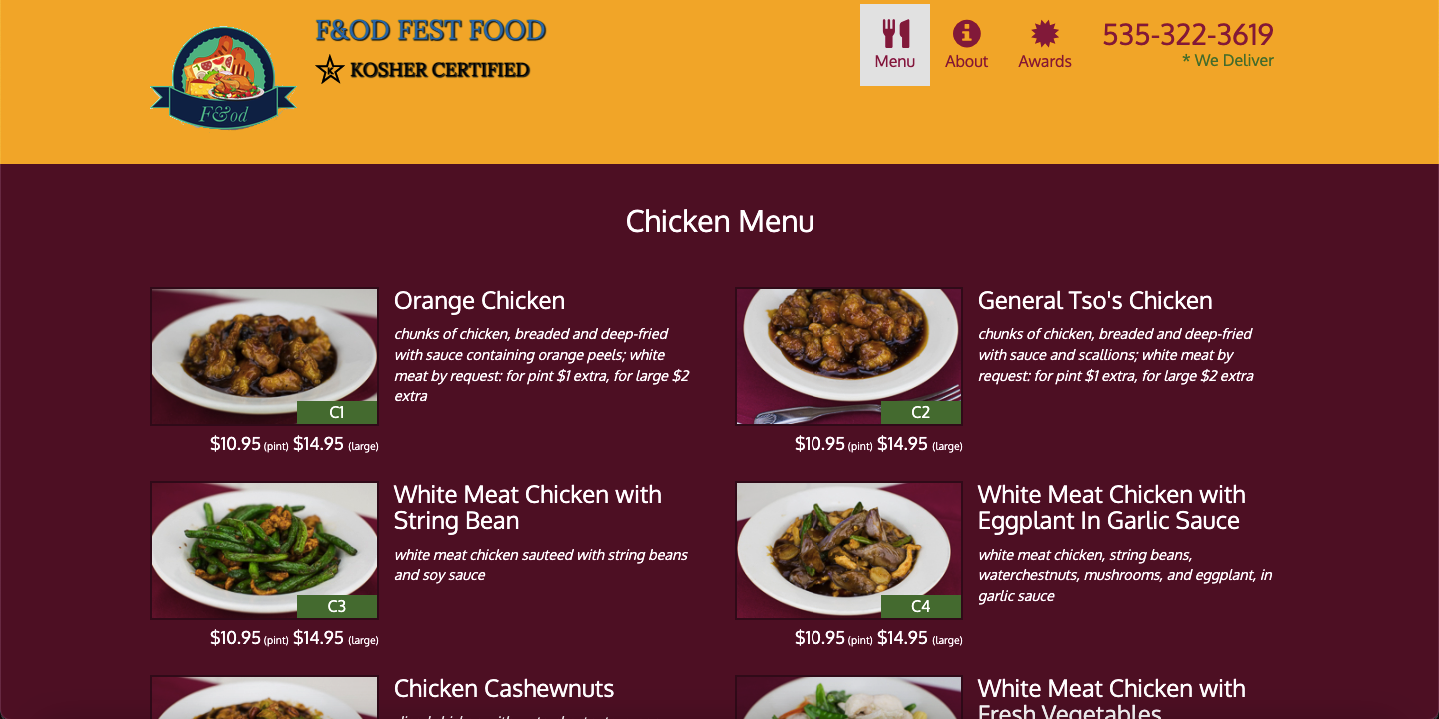 F&OD FEST FOOD
KOSHER CERTIFIED
F&od
K
Menu
About
Awards
535-322-3619
* We Deliver
Chicken Menu
Orange Chicken
chunks of chicken, breaded and deep-fried
with sauce containing orange peels; white
meat by request: for pint $1 extra, for large $2
extra
C1
$10.95 (pint) $14.95 (large)
General Tso's Chicken
chunks of chicken, breaded and deep-fried
with sauce and scallions; white meat by
request: for pint $1 extra, for large $2 extra
C2
$10.95 (pint) $14.95 (large)
White Meat Chicken with
String Bean
white meat chicken sauteed with string beans
and soy sauce
C3
$10.95 (pint) $14.95 (large)
White Meat Chicken with
Eggplant In Garlic Sauce
white meat chicken, string beans,
waterchestnuts, mushrooms, and eggplant, in
garlic sauce
C4
$10.95 (pint) $14.95 (large)
Chicken Cashewnuts
White Meat Chicken with
Fresh Vegetables